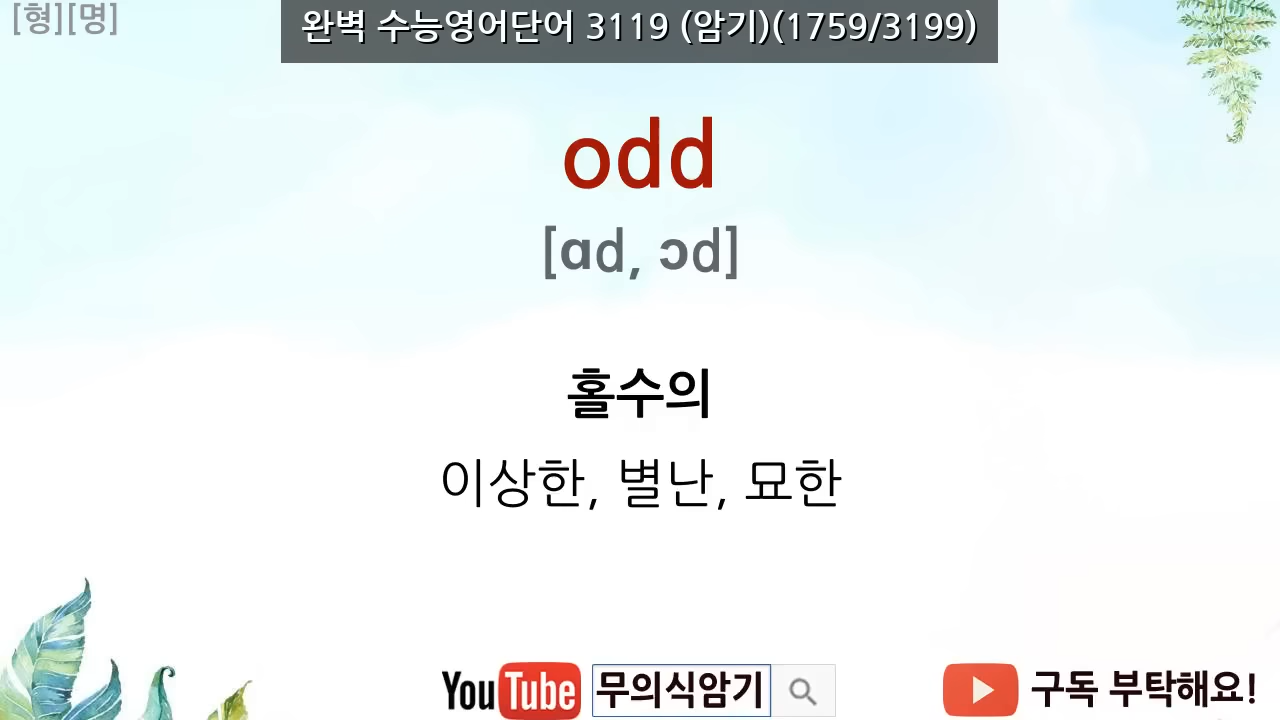 [형][명]
완벽 수능영어단어 3119 (암기)(1759/3199)
odd
[ɑd, ɔd]
홀수의
이상한, 별난, 묘한
YouTube 무의식암기
구독 부탁해요!